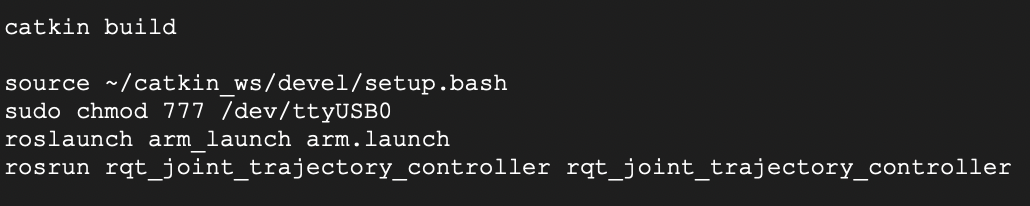 catkin build
source ~/catkin_ws/devel/setup.bash
sudo chmod 777 /dev/ttyUSB0
roslaunch arm_launch arm.launch
rosrun rqt_joint_trajectory_controller rqt_joint_trajectory_controller